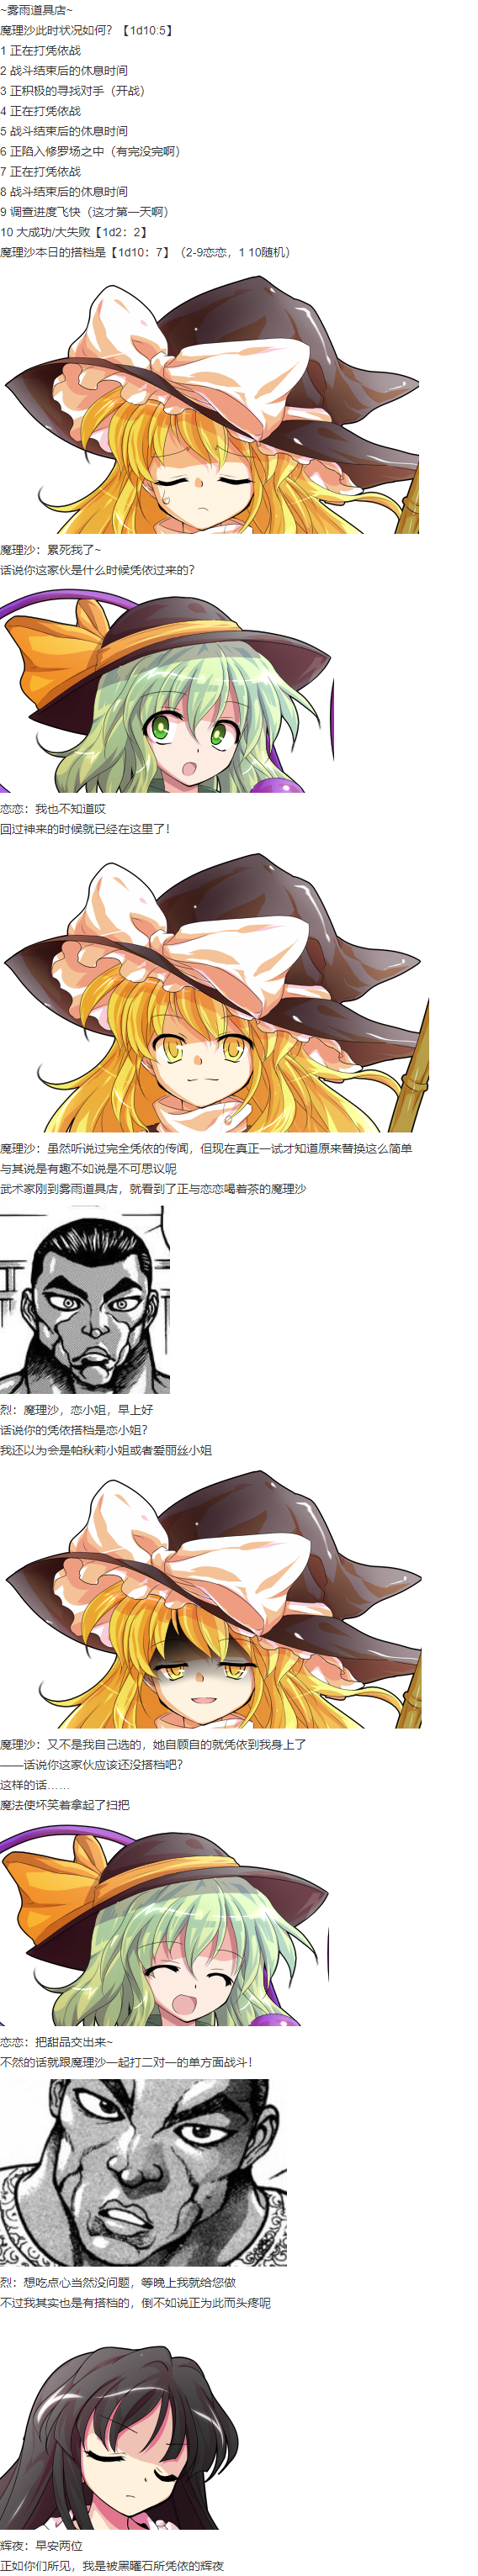 ~雾雨道具店~
魔理沙此时状况如何？【1d10:5】
1 正在打凭依战
2 战斗结束后的休息时间
3 正积极的寻找对手（开战）
4 正在打凭依战
5 战斗结束后的休息时间
6 正陷入修罗场之中（有完没完啊）
7 正在打凭依战
8 战斗结束后的休息时间
9 调查进度飞快（这才第一天啊）
10 大成功/大失败【1d2：2】
魔理沙本日的搭档是【1d10：7】（2-9恋恋，1 10随机）
魔理沙：累死我了~
话说你这家伙是什么时候凭依过来的？
恋恋：我也不知道哎
回过神来的时候就已经在这里了！
魔理沙：虽然听说过完全凭依的传闻，但现在真正一试才知道原来替换这么简单
与其说是有趣不如说是不可思议呢
武术家刚到雾雨道具店，就看到了正与恋恋喝着茶的魔理沙
烈：魔理沙，恋小姐，早上好
话说你的凭依搭档是恋小姐？
我还以为会是帕秋莉小姐或者爱丽丝小姐
魔理沙：又不是我自己选的，她自顾自的就凭依到我身上了
——话说你这家伙应该还没搭档吧？
这样的话……
魔法使坏笑着拿起了扫把
恋恋：把甜品交出来~
不然的话就跟魔理沙一起打二对一的单方面战斗！
烈：想吃点心当然没问题，等晚上我就给您做
不过我其实也是有搭档的，倒不如说正为此而头疼呢
辉夜：早安两位
正如你们所见，我是被黑曜石所凭依的辉夜